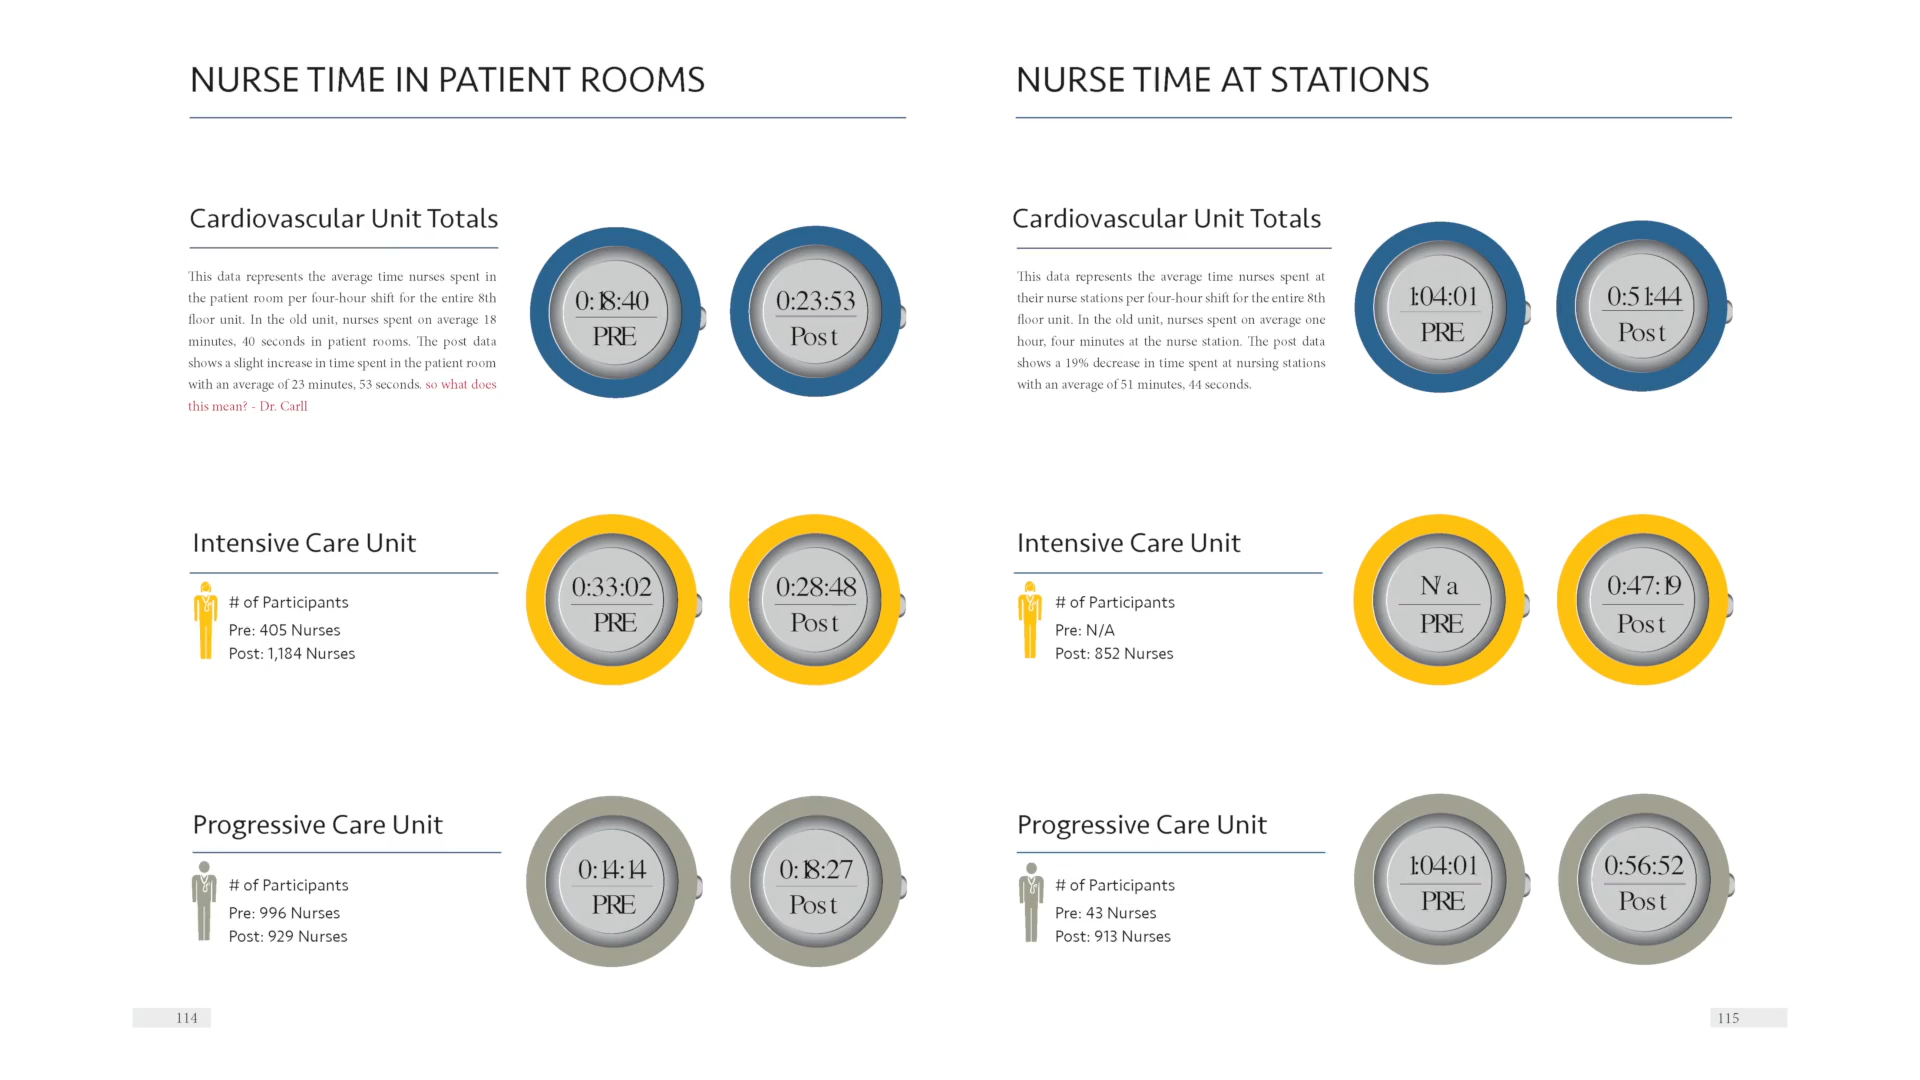 NURSE TIME IN PATIENT ROOMS
Cardiovascular Unit Totals
This data represents the average time nurses spent in
the patient room per four-hour shift for the entire 8th
floor unit. In the old unit, nurses spent on average 18
minutes, 40 seconds in patient rooms. The post data
shows a slight increase in time spent in the patient room
with an average of 23 minutes, 53 seconds. so what does
this mean? - Dr. Carll
0:18:40
PRE
0:23:53
Post
Intensive Care Unit
# of Participants
Pre: 405 Nurses
Post: 1,184 Nurses
0:33:02
PRE
0:28:48
Post
Progressive Care Unit
# of Participants
Pre: 996 Nurses
Post: 929 Nurses
0:14:14
PRE
0:18:27
Post
114
NURSE TIME AT STATIONS
Cardiovascular Unit Totals
This data represents the average time nurses spent at
their nurse stations per four-hour shift for the entire 8th
floor unit. In the old unit, nurses spent on average one
hour, four minutes at the nurse station. The post data
shows a 19% decrease in time spent at nursing stations
with an average of 51 minutes, 44 seconds.
1:04:01
PRE
0:51:44
Post
Intensive Care Unit
# of Participants
Pre: N/A
Post: 852 Nurses
N/a
PRE
0:47:19
Post
Progressive Care Unit
# of Participants
Pre: 43 Nurses
Post: 913 Nurses
1:04:01
PRE
0:56:52
Post
115